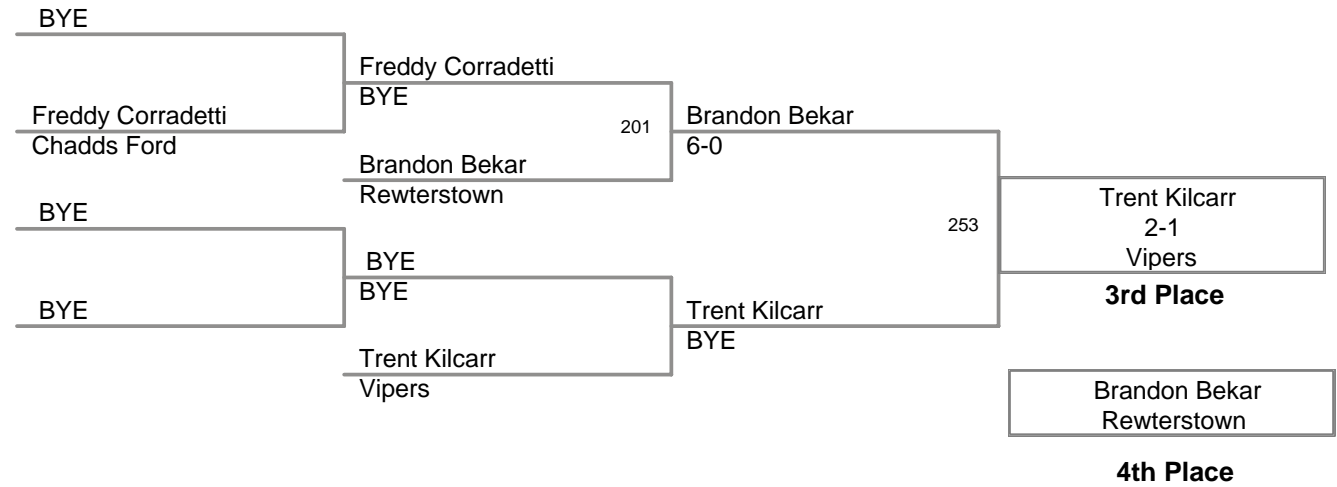 BYE
Freddy Corradetti
BYE
Freddy Corradetti
Chadds Ford
201
Brandon Bekar
6-0
Brandon Bekar
Rewterstown
Trent Kilcarr
2-1
Vipers
3rd Place
BYE
253
BYE
BYE
BYE
Trent Kilcarr
BYE
Trent Kilcarr
Vipers
Brandon Bekar
Rewterstown
4th Place